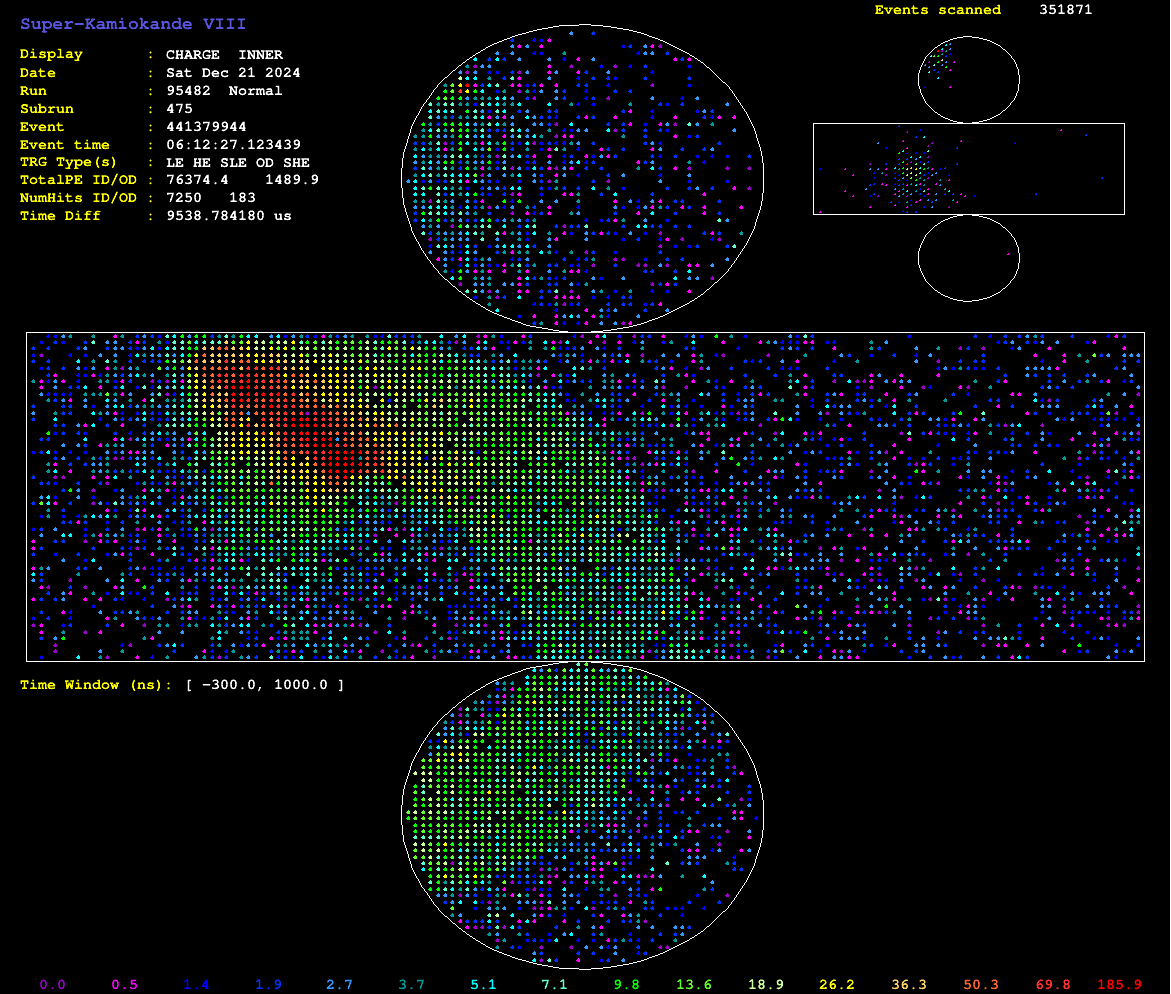 Super-Kamiokande VIII
Events scanned 351871
Display : CHARGE INNER
Date : Sat Dec 21 2024
Run : 95482 Normal
Subrun : 475
Event : 441379944
Event time : 06:12:27.123439
TRG Type(s) : LE HE SLE OD SHE
TotalPE ID/OD : 76374.4 1489.9
NumHits ID/OD : 7250 183
Time Diff : 9538.784180 us
Time Window (ns): [ −300.0, 1000.0 ]
0.0 0.5 1.4 1.9 2.7 3.7 5.1 7.1 9.8 13.6 18.9 26.2 36.3 50.3 69.8 185.9